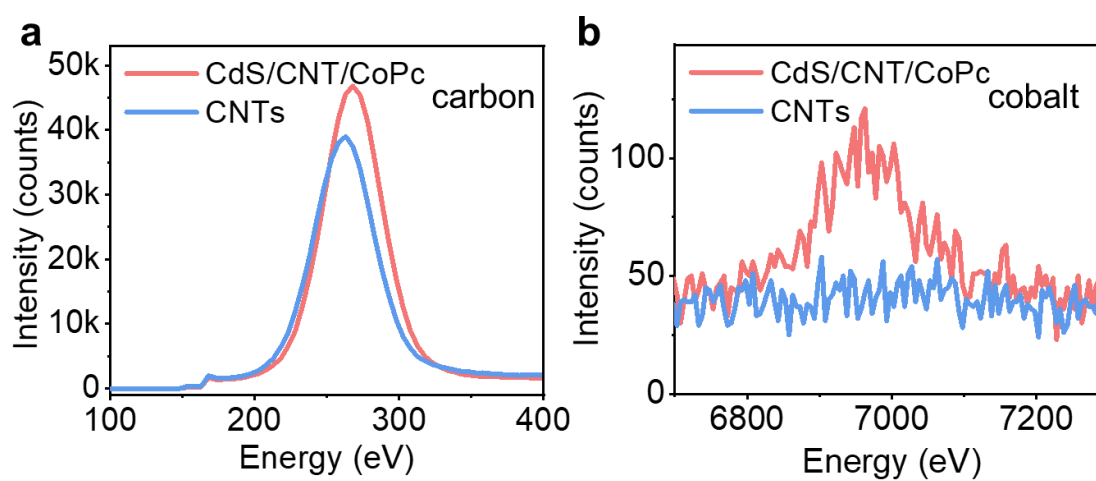 a
50k
40k
30k
20k
10k
0
Intensity (counts)
CdS/CNT/CoPc
CNTs
carbon
100
200
300
400
Energy (eV)
b
100
50
0
Intensity (counts)
CdS/CNT/CoPc
CNTs
cobalt
6800
7000
7200
Energy (eV)